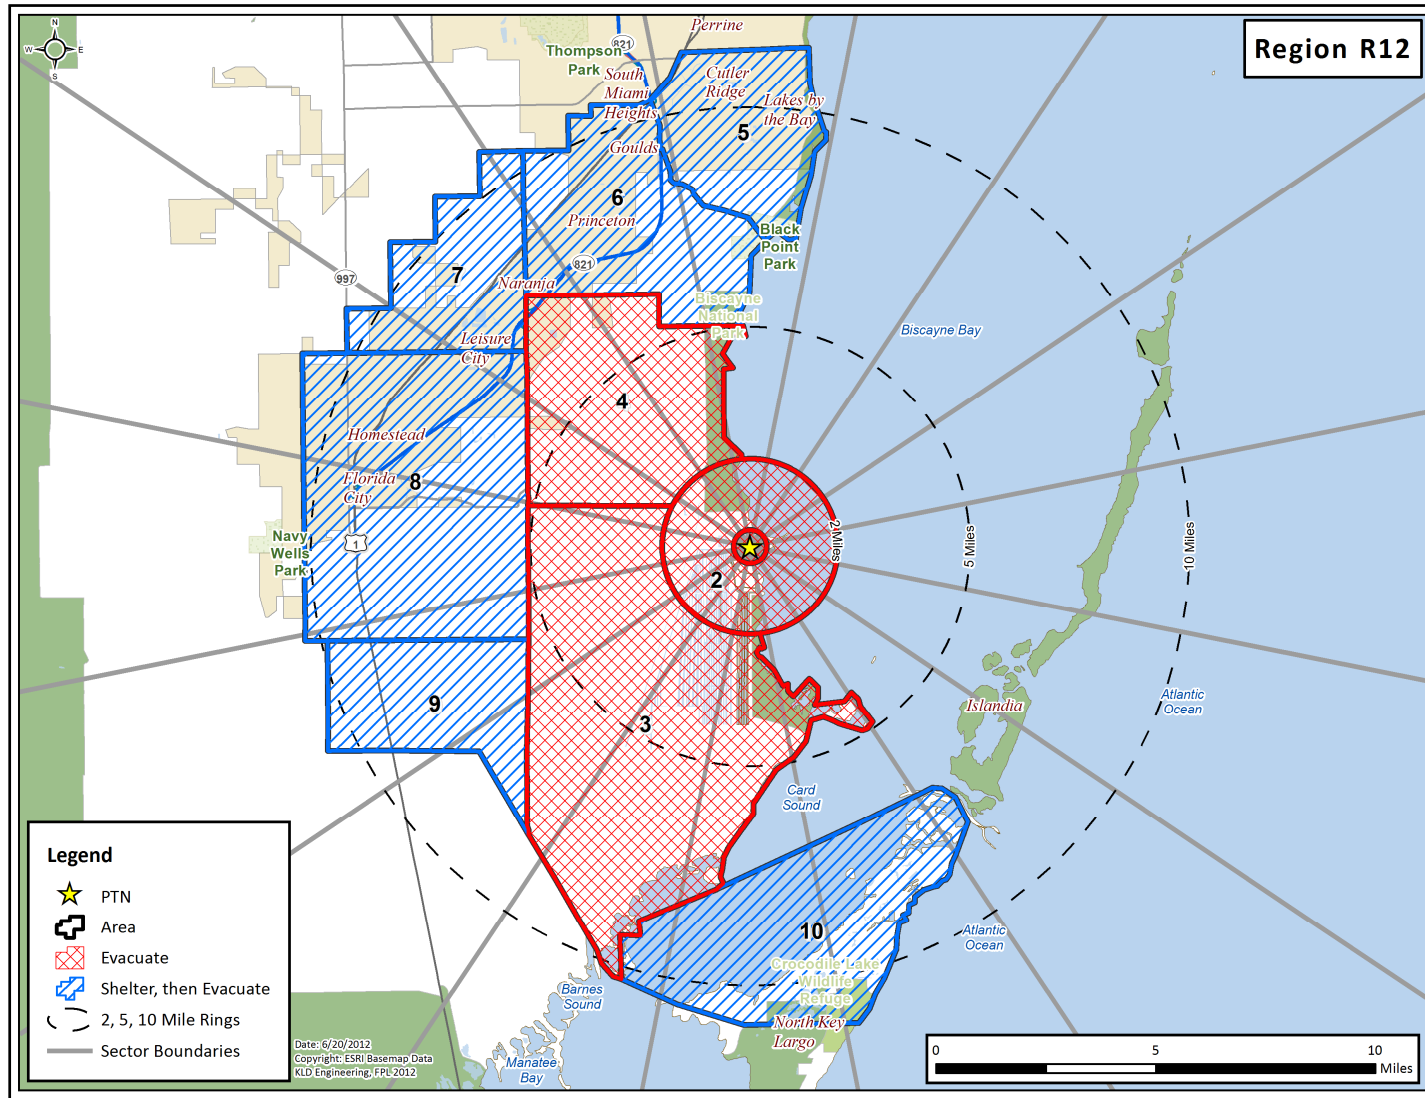 Region R12
N
W
E
S
Perrine
821
Thompson
Park
South
Miami
Heights
Cutler
Ridge
Lakes by
the Bay
5
Goulds
6
Princeton
Black
Point
Park
821
997
7
Naranja
Biscayne
National
Park
Biscayne Bay
Leisure
City
4
Homestead
Florida
City
8
Navy
Wells
Park
1
2 Miles
5 Miles
10 Miles
2
9
3
Islandia
Atlantic
Ocean
Card
Sound
10
Atlantic
Ocean
Crocodile Lake
Wildlife
Refuge
Barnes
Sound
North Key
Largo
Manatee
Bay
Legend
PTN
Area
Evacuate
Shelter, then Evacuate
2, 5, 10 Mile Rings
Sector Boundaries
Date: 6/20/2012
Copyright: ESRI Basemap Data
KLD Engineering, FPL 2012
0
5
10
Miles